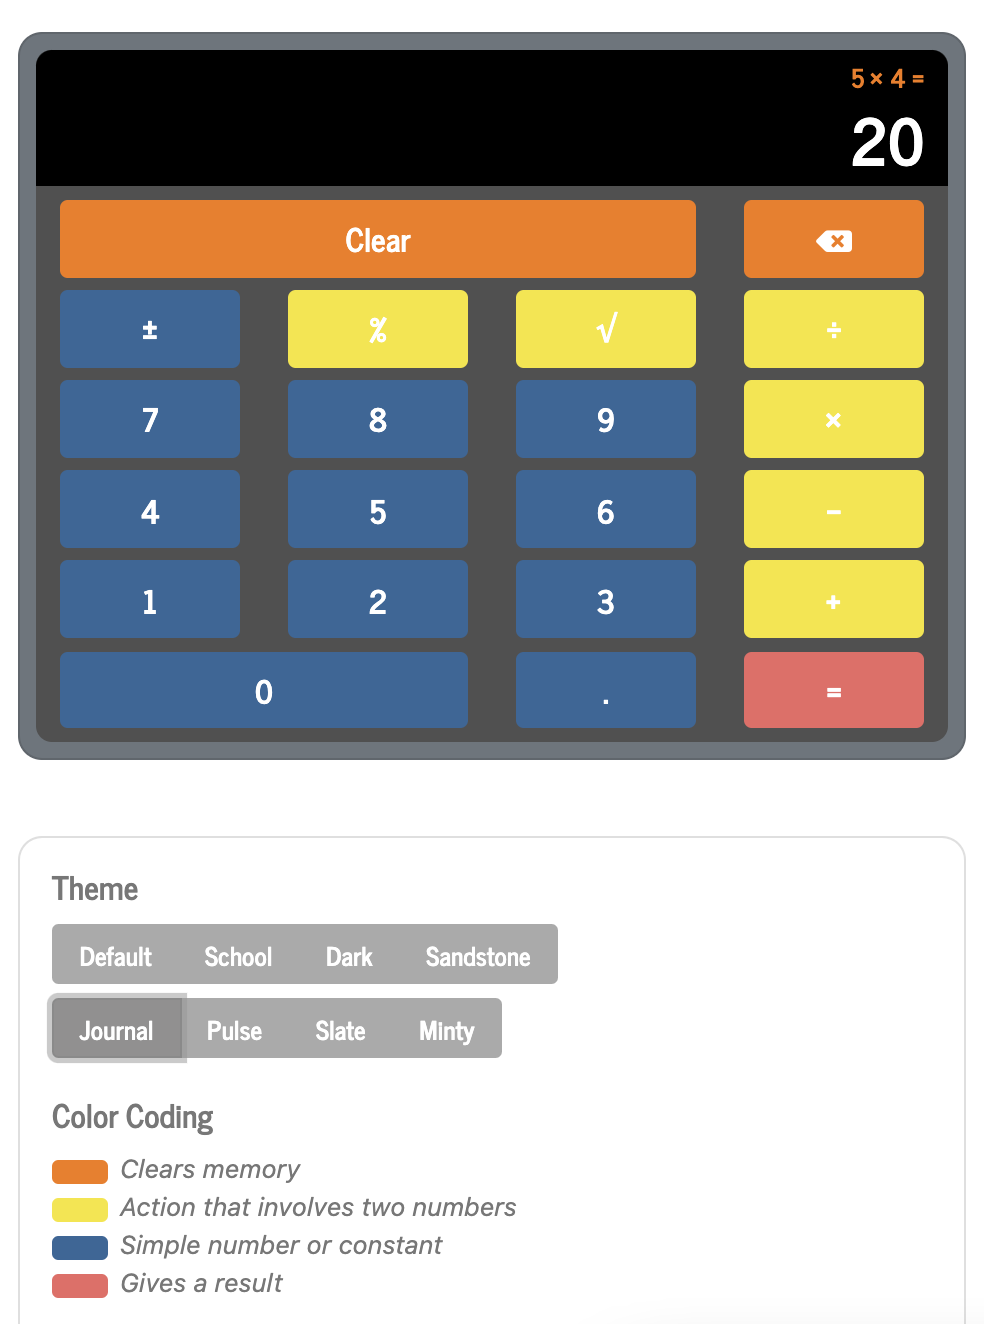 5 × 4 =
20
Clear
± % √ ÷
7 8 9 ×
4 5 6 −
1 2 3 +
0 . =
Theme
Default School Dark Sandstone
Journal Pulse Slate Minty
Color Coding
Clears memory
Action that involves two numbers
Simple number or constant
Gives a result